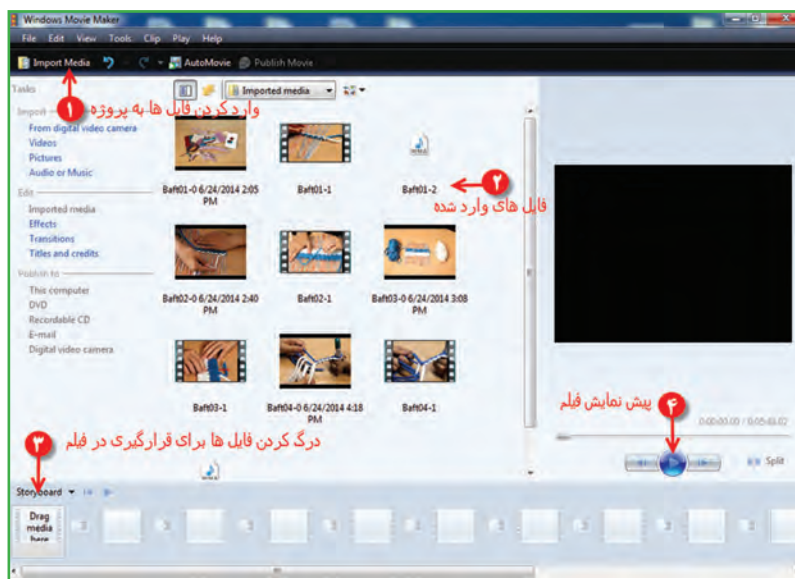 Windows Movie Maker
File Edit View Tools Clip Play Help
Import Media AutoMovie Publish Movie
Tasks
Imported media
۱
وارد کردن فایل ها به پروژه
Import
From digital video camera
Videos
Pictures
Audio or Music
Edit
Imported media
Effects
Transitions
Titles and credits
Publish to
This computer
DVD
Recordable CD
E-mail
Digital video camera
Baft01-0 6/24/2014 2:05 PM
Baft01-1
Baft01-2
۲
فایل های وارد شده
Baft02-0 6/24/2014 2:40 PM
Baft02-1
Baft03-0 6/24/2014 3:08 PM
Baft03-1
Baft04-0 6/24/2014 4:18 PM
Baft04-1
۴
پیش نمایش فیلم
Split
۳
درگ کردن فایل ها برای قرارگیری در فیلم
Storyboard
Drag
media
here